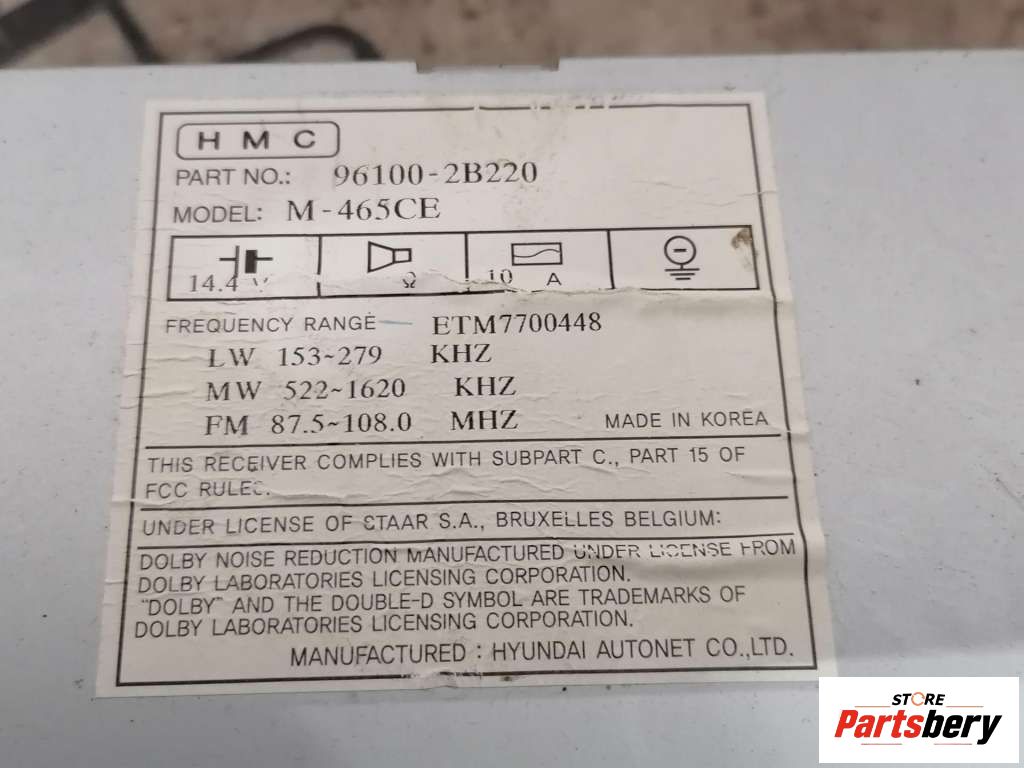 HMC
PART NO.: 96100-2B220
MODEL: M-465CE
14.4 V Ω 10 A
FREQUENCY RANGE ETM7700448
LW 153~279 KHZ
MW 522~1620 KHZ
FM 87.5~108.0 MHZ MADE IN KOREA
THIS RECEIVER COMPLIES WITH SUBPART C., PART 15 OF
FCC RULES.
UNDER LICENSE OF STAAR S.A., BRUXELLES BELGIUM:
DOLBY NOISE REDUCTION MANUFACTURED UNDER LICENSE FROM
DOLBY LABORATORIES LICENSING CORPORATION.
"DOLBY" AND THE DOUBLE-D SYMBOL ARE TRADEMARKS OF
DOLBY LABORATORIES LICENSING CORPORATION.
MANUFACTURED : HYUNDAI AUTONET CO.,LTD.
STORE
Partsbery